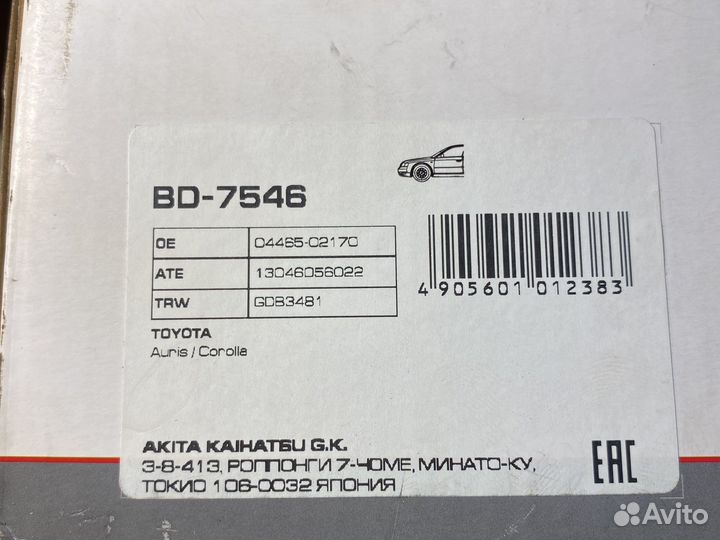 BD-7546
OE 04465-02170
ATE 13046056022
TRW GDB3481
TOYOTA
Auris / Corolla
4 905601 012383
AKITA KAIHATSU G.K.
3-8-413, РОППОНГИ 7-ЧОМЕ, МИНАТО-КУ,
ТОКИО 106-0032 ЯПОНИЯ
EAC
Avito